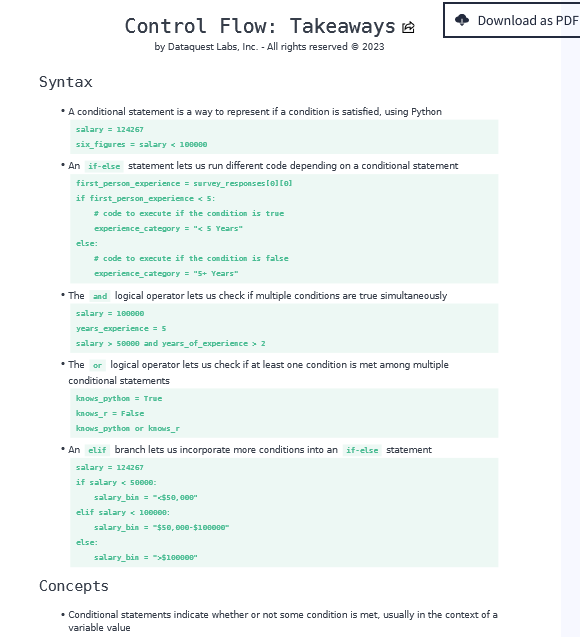 Control Flow: Takeaways
Download as PDF
by Dataquest Labs, Inc. - All rights reserved © 2023
Syntax
• A conditional statement is a way to represent if a condition is satisfied, using Python
salary = 124267
six_figures = salary < 100000
• An if-else statement lets us run different code depending on a conditional statement
first_person_experience = survey_responses[0][0]
if first_person_experience < 5:
# code to execute if the condition is true
experience_category = "< 5 Years"
else:
# code to execute if the condition is false
experience_category = "5+ Years"
• The and logical operator lets us check if multiple conditions are true simultaneously
salary = 100000
years_experience = 5
salary > 50000 and years_of_experience > 2
• The or logical operator lets us check if at least one condition is met among multiple
conditional statements
knows_python = True
knows_r = False
knows_python or knows_r
• An elif branch lets us incorporate more conditions into an if-else statement
salary = 124267
if salary < 50000:
salary_bin = "<$50,000"
elif salary < 100000:
salary_bin = "$50,000-$100000"
else:
salary_bin = ">$100000"
Concepts
• Conditional statements indicate whether or not some condition is met, usually in the context of a
variable value